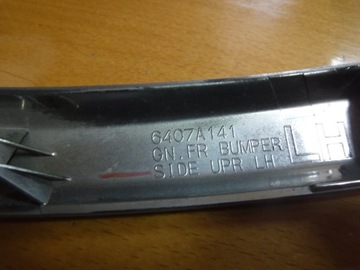 6407A141
GN.FR BUMPER
SIDE UPR LH
LH